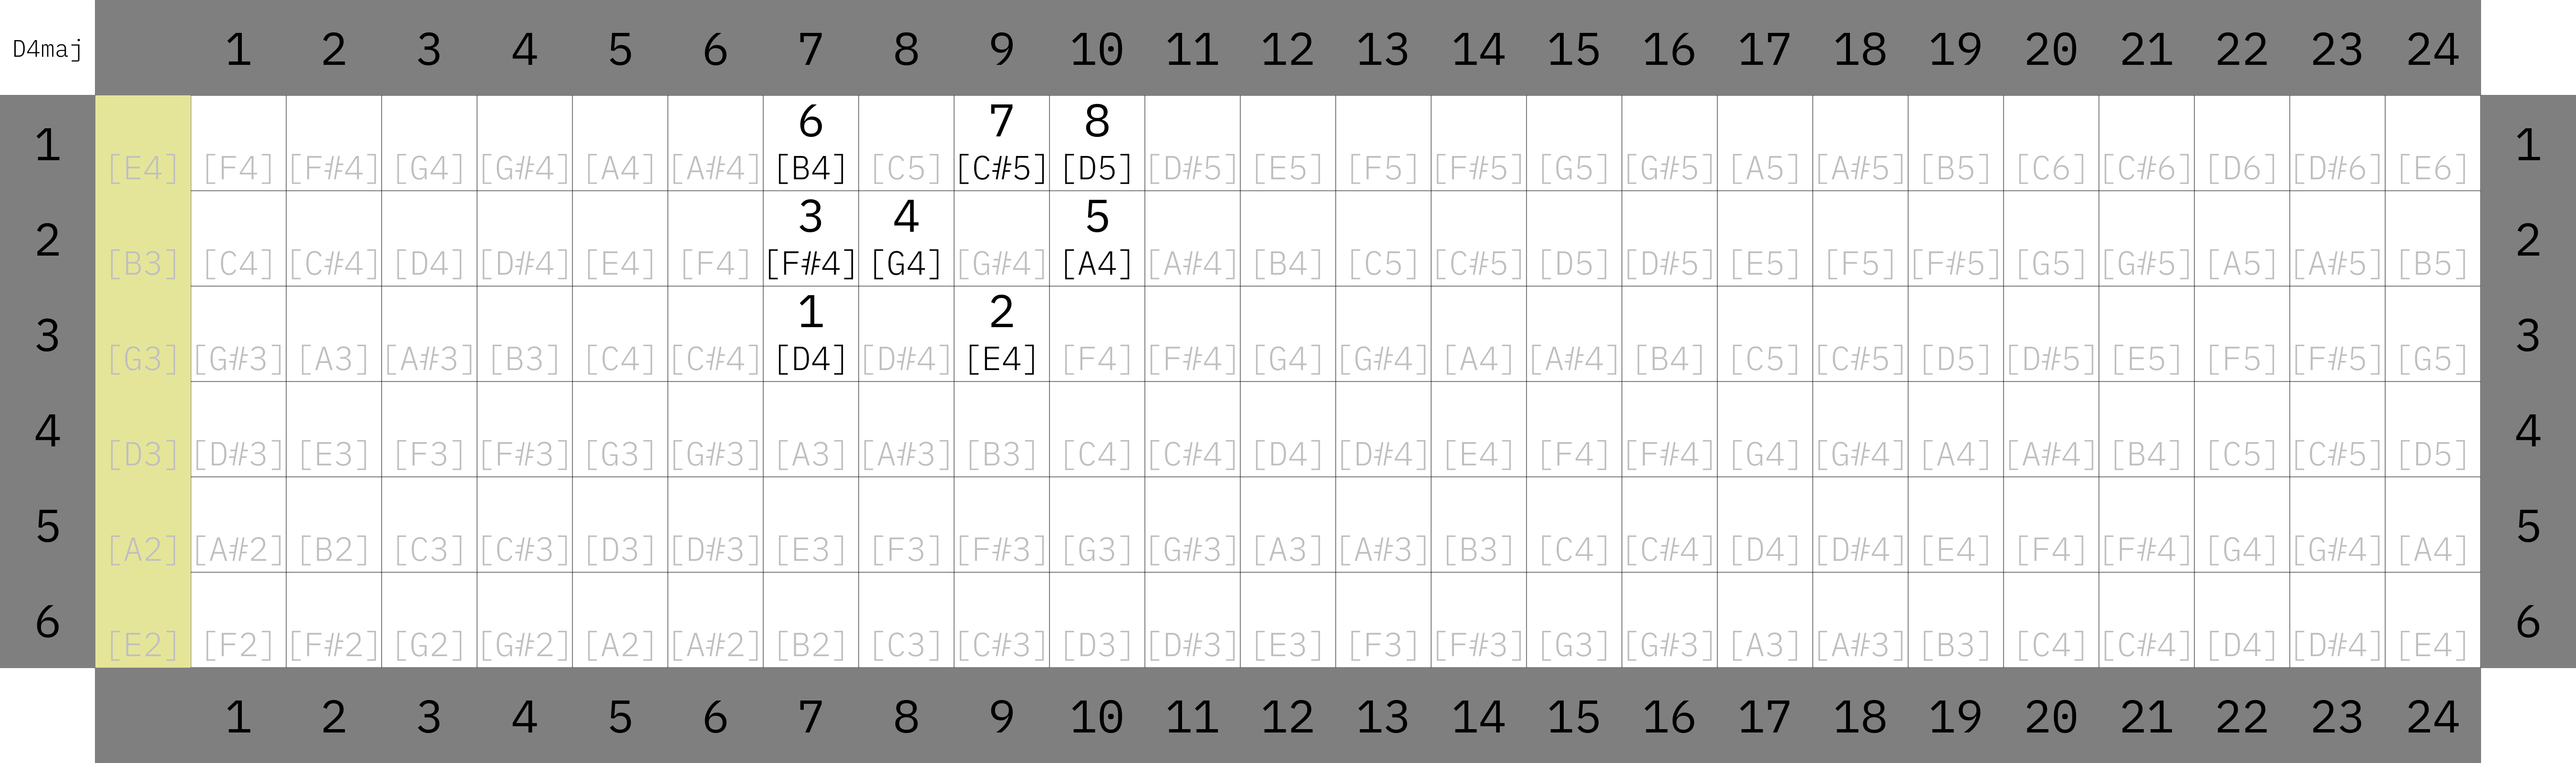 D4maj 1 2 3 4 5 6 7 8 9 10 11 12 13 14 15 16 17 18 19 20 21 22 23 24
6 7 8
1 [E4] [F4] [F#4] [G4] [G#4] [A4] [A#4] [B4] [C5] [C#5] [D5] [D#5] [E5] [F5] [F#5] [G5] [G#5] [A5] [A#5] [B5] [C6] [C#6] [D6] [D#6] [E6] 1
3 4 5
2 [B3] [C4] [C#4] [D4] [D#4] [E4] [F4] [F#4] [G4] [G#4] [A4] [A#4] [B4] [C5] [C#5] [D5] [D#5] [E5] [F5] [F#5] [G5] [G#5] [A5] [A#5] [B5] 2
1 2
3 [G3] [G#3] [A3] [A#3] [B3] [C4] [C#4] [D4] [D#4] [E4] [F4] [F#4] [G4] [G#4] [A4] [A#4] [B4] [C5] [C#5] [D5] [D#5] [E5] [F5] [F#5] [G5] 3
4 [D3] [D#3] [E3] [F3] [F#3] [G3] [G#3] [A3] [A#3] [B3] [C4] [C#4] [D4] [D#4] [E4] [F4] [F#4] [G4] [G#4] [A4] [A#4] [B4] [C5] [C#5] [D5] 4
5 [A2] [A#2] [B2] [C3] [C#3] [D3] [D#3] [E3] [F3] [F#3] [G3] [G#3] [A3] [A#3] [B3] [C4] [C#4] [D4] [D#4] [E4] [F4] [F#4] [G4] [G#4] [A4] 5
6 [E2] [F2] [F#2] [G2] [G#2] [A2] [A#2] [B2] [C3] [C#3] [D3] [D#3] [E3] [F3] [F#3] [G3] [G#3] [A3] [A#3] [B3] [C4] [C#4] [D4] [D#4] [E4] 6
1 2 3 4 5 6 7 8 9 10 11 12 13 14 15 16 17 18 19 20 21 22 23 24